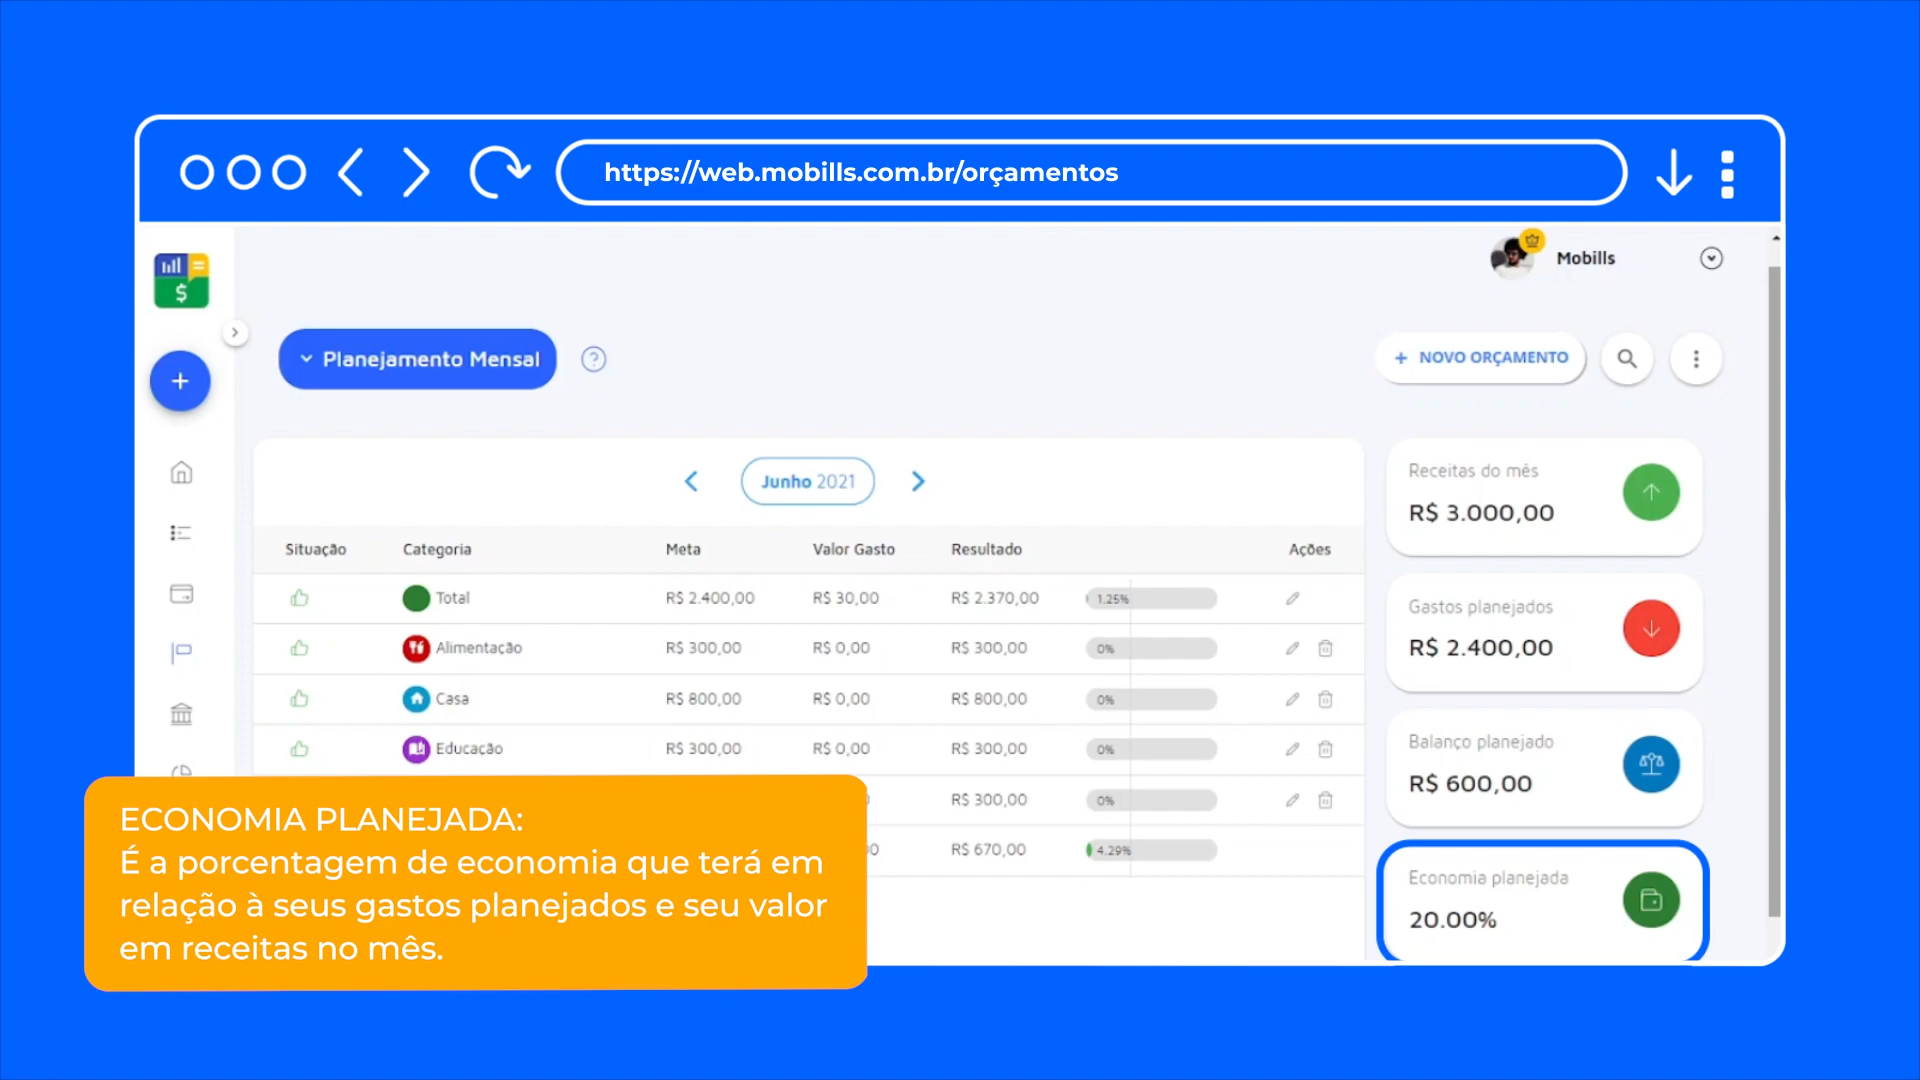 https://web.mobills.com.br/orçamentos
Mobills
Planejamento Mensal
?
+ NOVO ORÇAMENTO
Junho 2021
Situação Categoria Meta Valor Gasto Resultado Ações
Total R$ 2.400,00 R$ 30,00 R$ 2.370,00 1.25%
Alimentação R$ 300,00 R$ 0,00 R$ 300,00 0%
Casa R$ 800,00 R$ 0,00 R$ 800,00 0%
Educação R$ 300,00 R$ 0,00 R$ 300,00 0%
R$ 300,00 0%
R$ 670,00 4.29%
Receitas do mês
R$ 3.000,00
Gastos planejados
R$ 2.400,00
Balanço planejado
R$ 600,00
Economia planejada
20.00%
ECONOMIA PLANEJADA:
É a porcentagem de economia que terá em
relação à seus gastos planejados e seu valor
em receitas no mês.